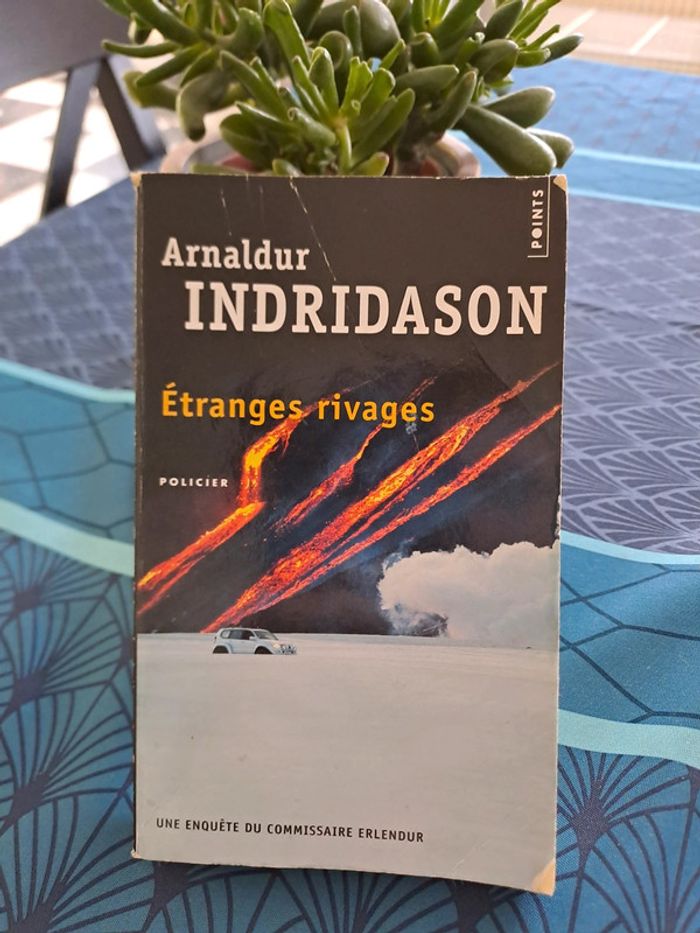 POINTS
Arnaldur
INDRIDASON
Étranges rivages
POLICIER
UNE ENQUÊTE DU COMMISSAIRE ERLENDUR